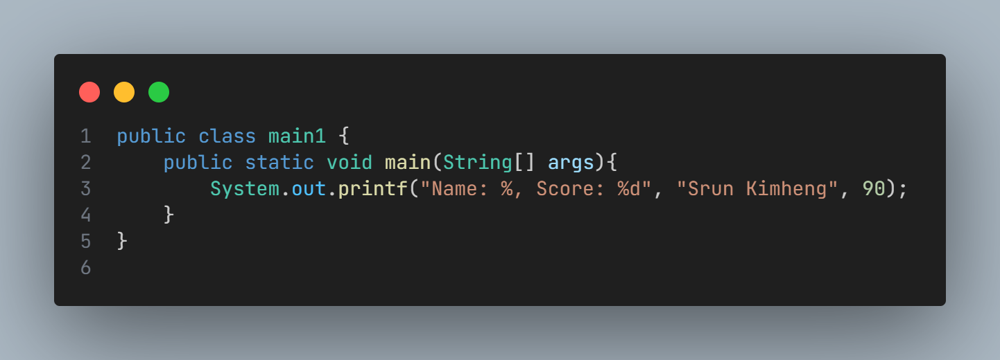 1 public class main1 {
2     public static void main(String[] args){
3         System.out.printf("Name: %, Score: %d", "Srun Kimheng", 90);
4     }
5 }
6